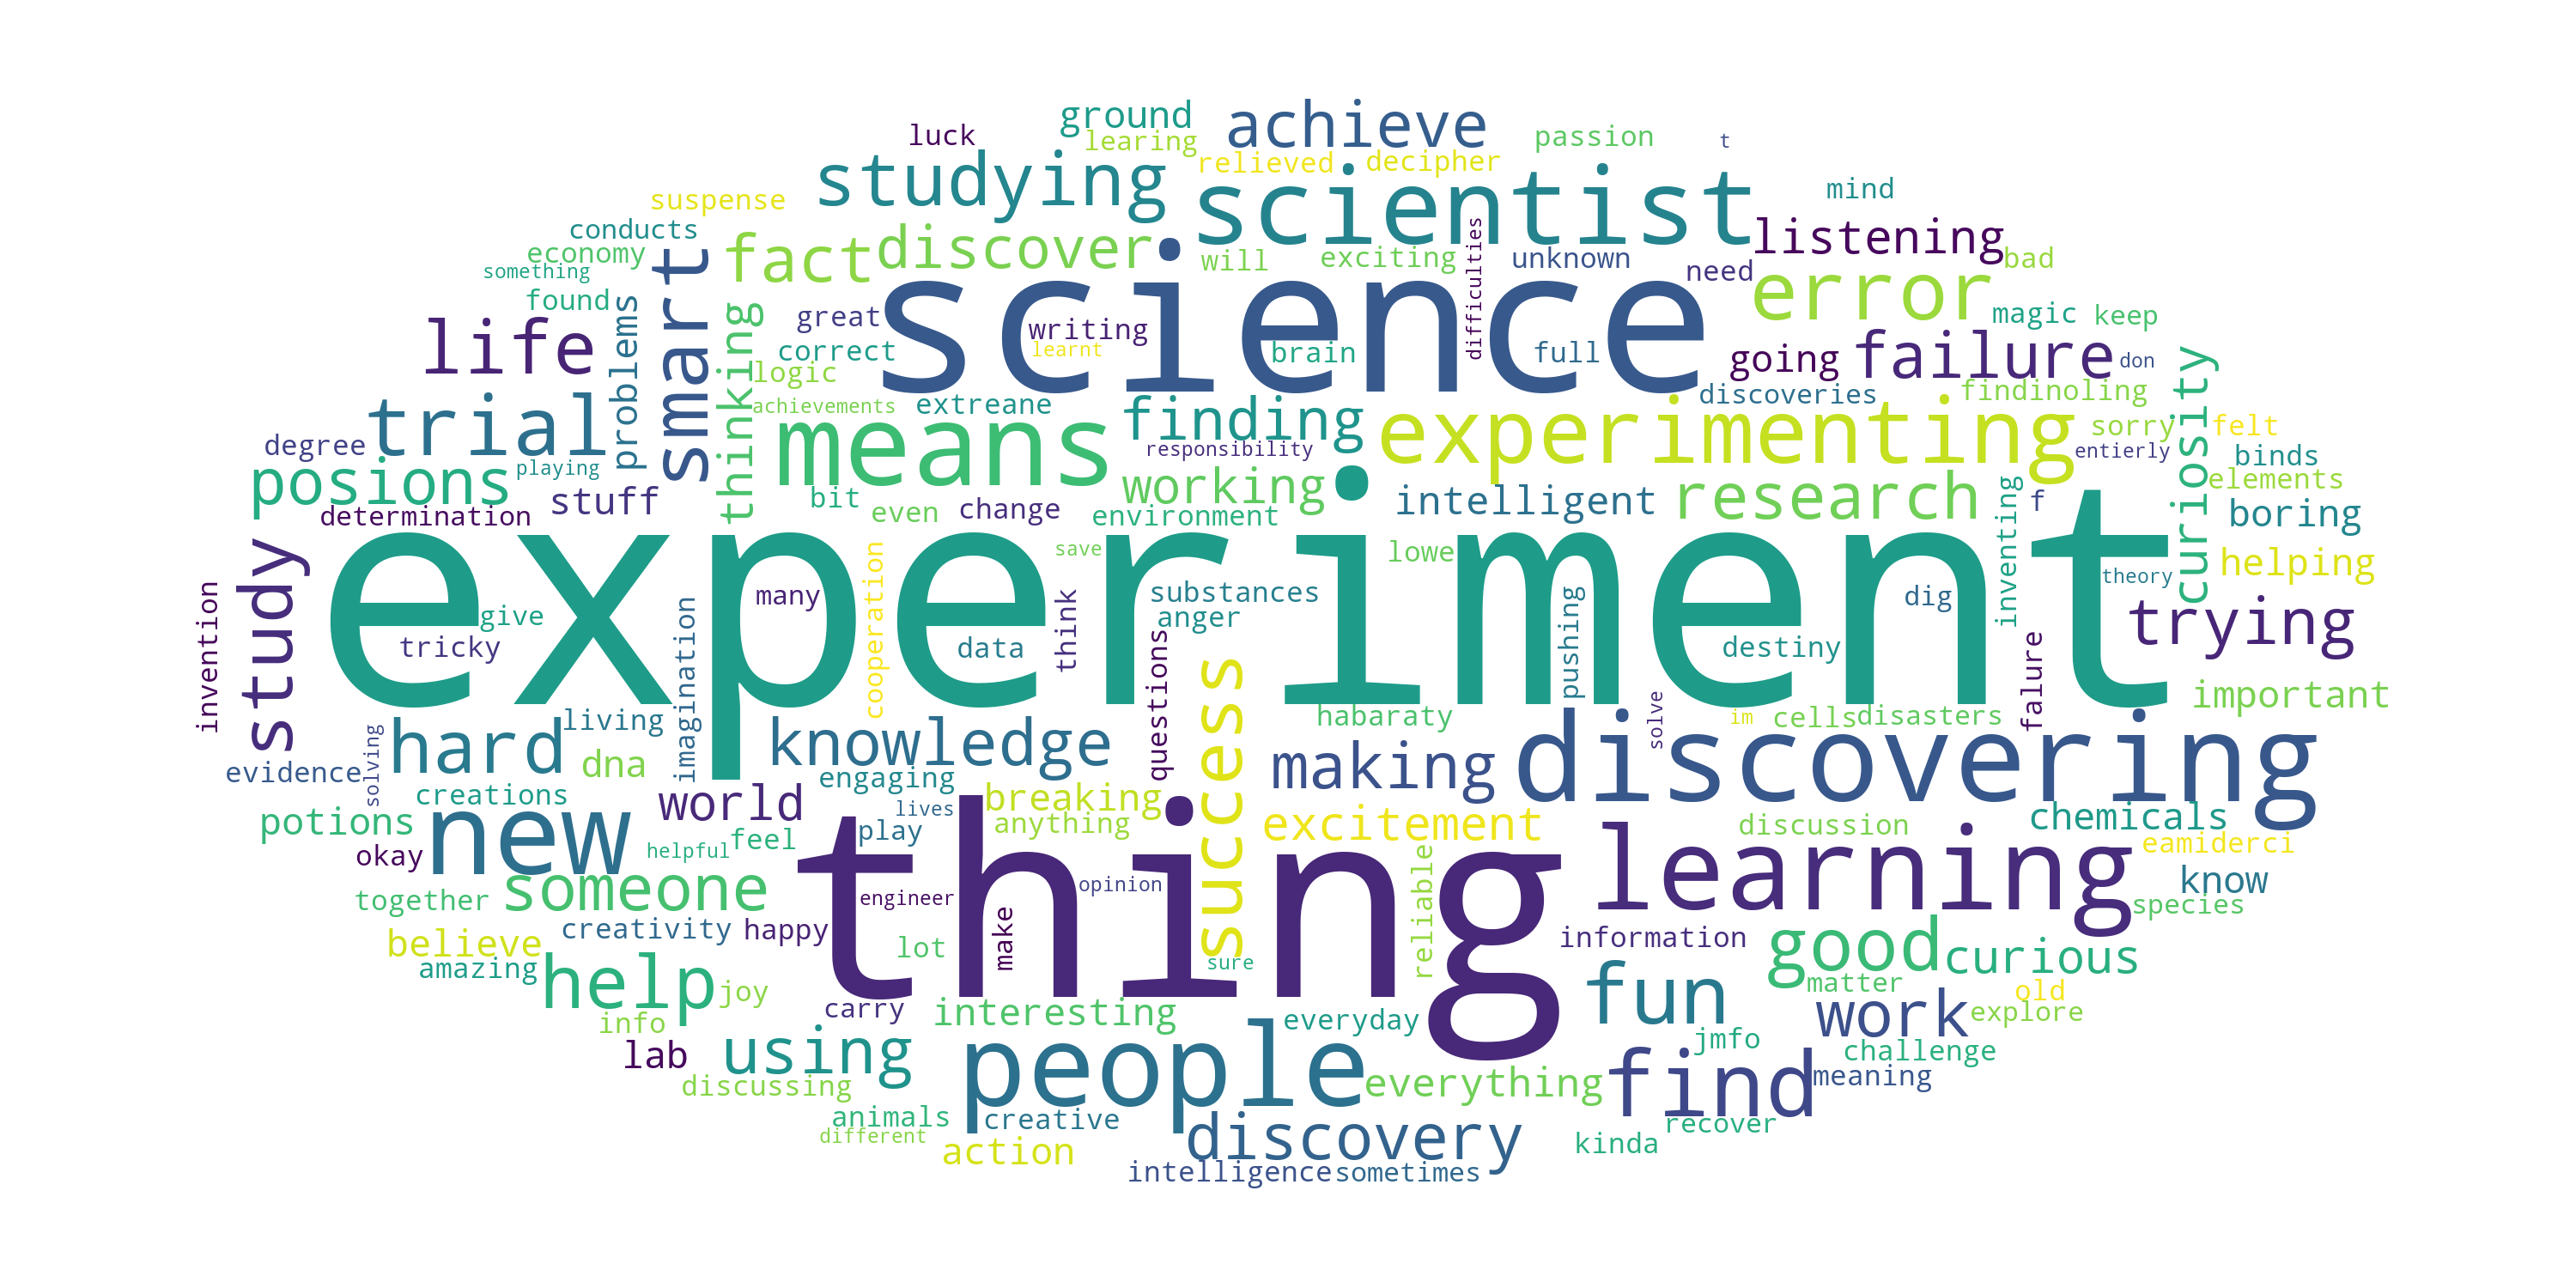 ground
achieve
luck
learing
passion
t
studying
relieved
decipher
scientist
mind
suspense
conducts
fact
discover
will
exciting
difficulties
unknown
listening
economy
something
smart
science
need
error
bad
found
problems
thinking
great
writing
magic
keep
life
correct
learnt
brain
full
going
failure
don
curiosity
logic
discoveries
findinoling
trial
achievements
extreane
finding
experimenting
sorry
felt
degree
means
responsibility
entierly
binds
posions
playing
working
intelligent
research
elements
stuff
bit
even
change
environment
inventing
f
boring
determination
study
experiment
cooperation
save
lowe
helping
theory
invention
give
many
think
substances
anger
pushing
dig
trying
tricky
imagination
data
questions
success
destiny
falure
important
hard
living
knowledge
habaraty
solve
im
cells
disasters
discovering
evidence
solving
dna
engaging
making
creations
world
breaking
lives
chemicals
potions
new
feel
play
anything
excitement
discussion
eamiderci
okay
helpful
thing
reliable
learning
know
together
someone
engineer
opinion
species
believe
creativity
happy
make
lot
information
good
curious
amazing
help
joy
sure
matter
old
info
carry
interesting
everyday
fun
work
explore
lab
using
people
jmfo
challenge
discussing
everything
find
meaning
animals
creative
discovery
recover
different
action
kinda
intelligence
sometimes